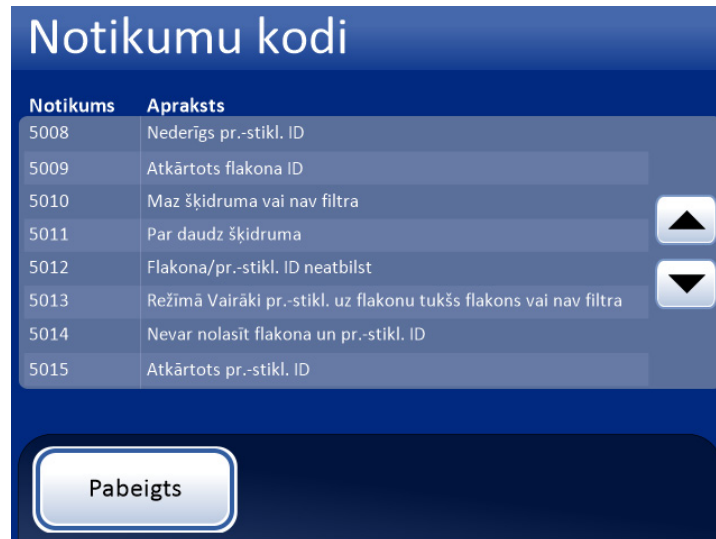 Notikumu kodi
Notikums Apraksts
5008 Nederīgs pr.-stikl. ID
5009 Atkārtots flakona ID
5010 Maz šķidruma vai nav filtra
5011 Par daudz šķidruma
5012 Flakona/pr.-stikl. ID neatbilst
5013 Režīmā Vairāki pr.-stikl. uz flakonu tukšs flakons vai nav filtra
5014 Nevar nolasīt flakona un pr.-stikl. ID
5015 Atkārtots pr.-stikl. ID
Pabeigts